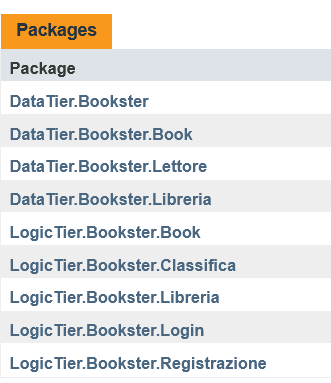 Packages
Package
DataTier.Bookster
DataTier.Bookster.Book
DataTier.Bookster.Lettore
DataTier.Bookster.Libreria
LogicTier.Bookster.Book
LogicTier.Bookster.Classifica
LogicTier.Bookster.Libreria
LogicTier.Bookster.Login
LogicTier.Bookster.Registrazione